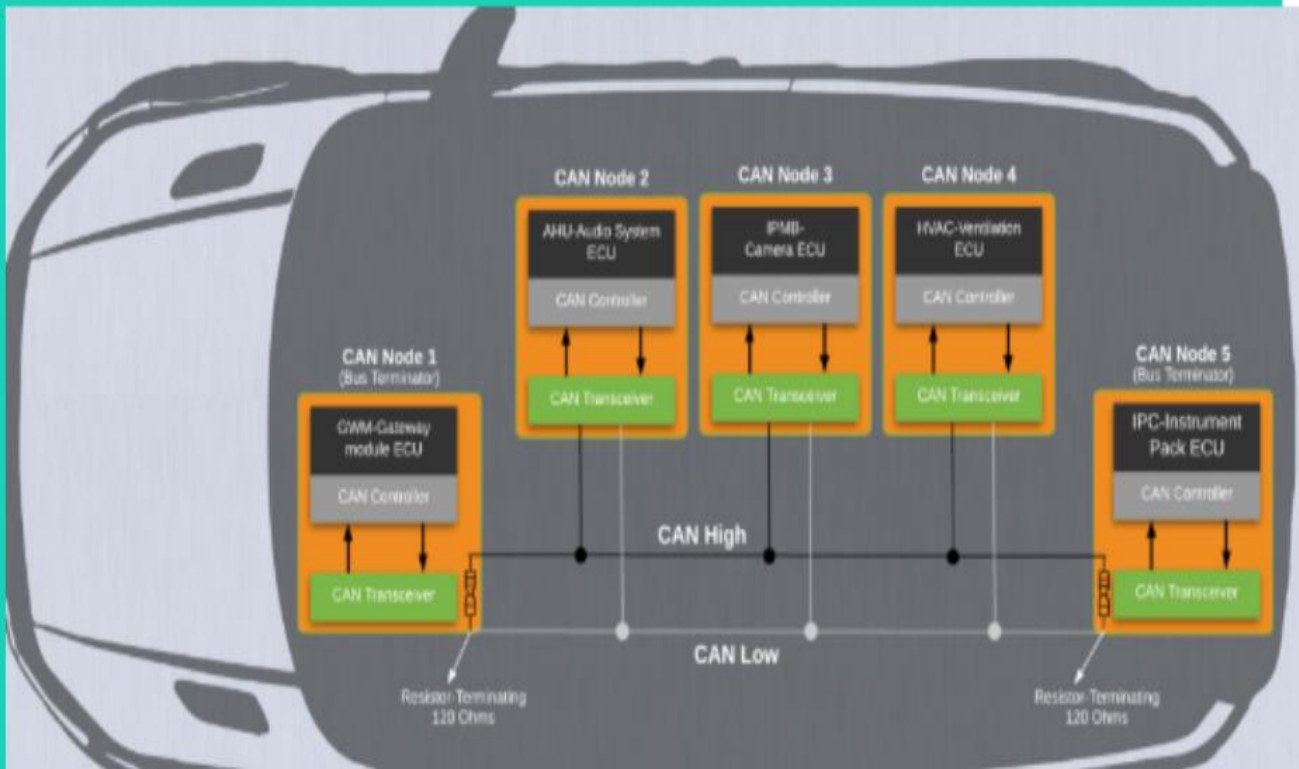 CAN Node 2
AHU-Audio System
ECU
CAN Controller
CAN Transceiver
CAN Node 3
IPMB-
Camera ECU
CAN Controller
CAN Transceiver
CAN Node 4
HVAC-Ventilation
ECU
CAN Controller
CAN Transceiver
CAN Node 1
(Bus Terminator)
GWM-Gateway
module ECU
CAN Controller
CAN Transceiver
CAN Node 5
(Bus Terminator)
IPC-Instrument
Pack ECU
CAN Controller
CAN Transceiver
CAN High
CAN Low
Resistor-Terminating
120 Ohms
Resistor-Terminating
120 Ohms